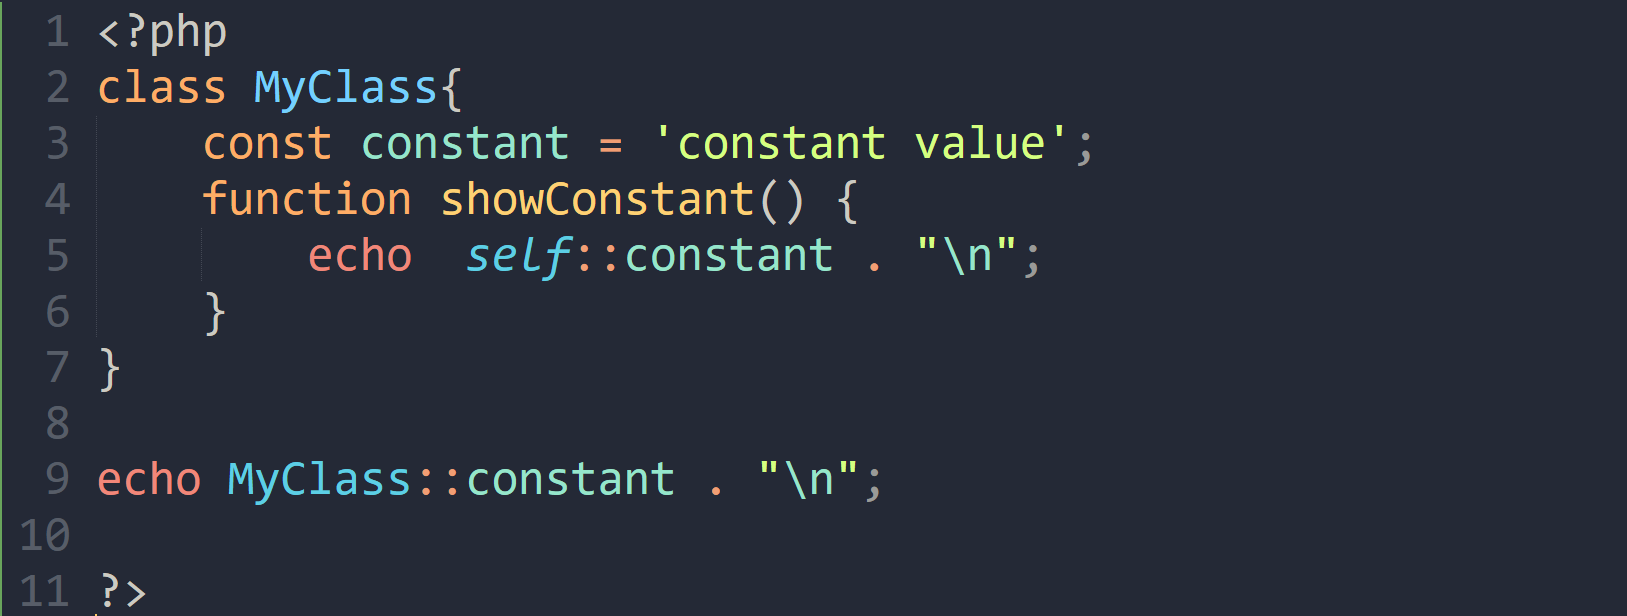 1 <?php
2 class MyClass{
3     const constant = 'constant value';
4     function showConstant() {
5         echo  self::constant . "\n";
6     }
7 }
8
9 echo MyClass::constant . "\n";
10
11 ?>